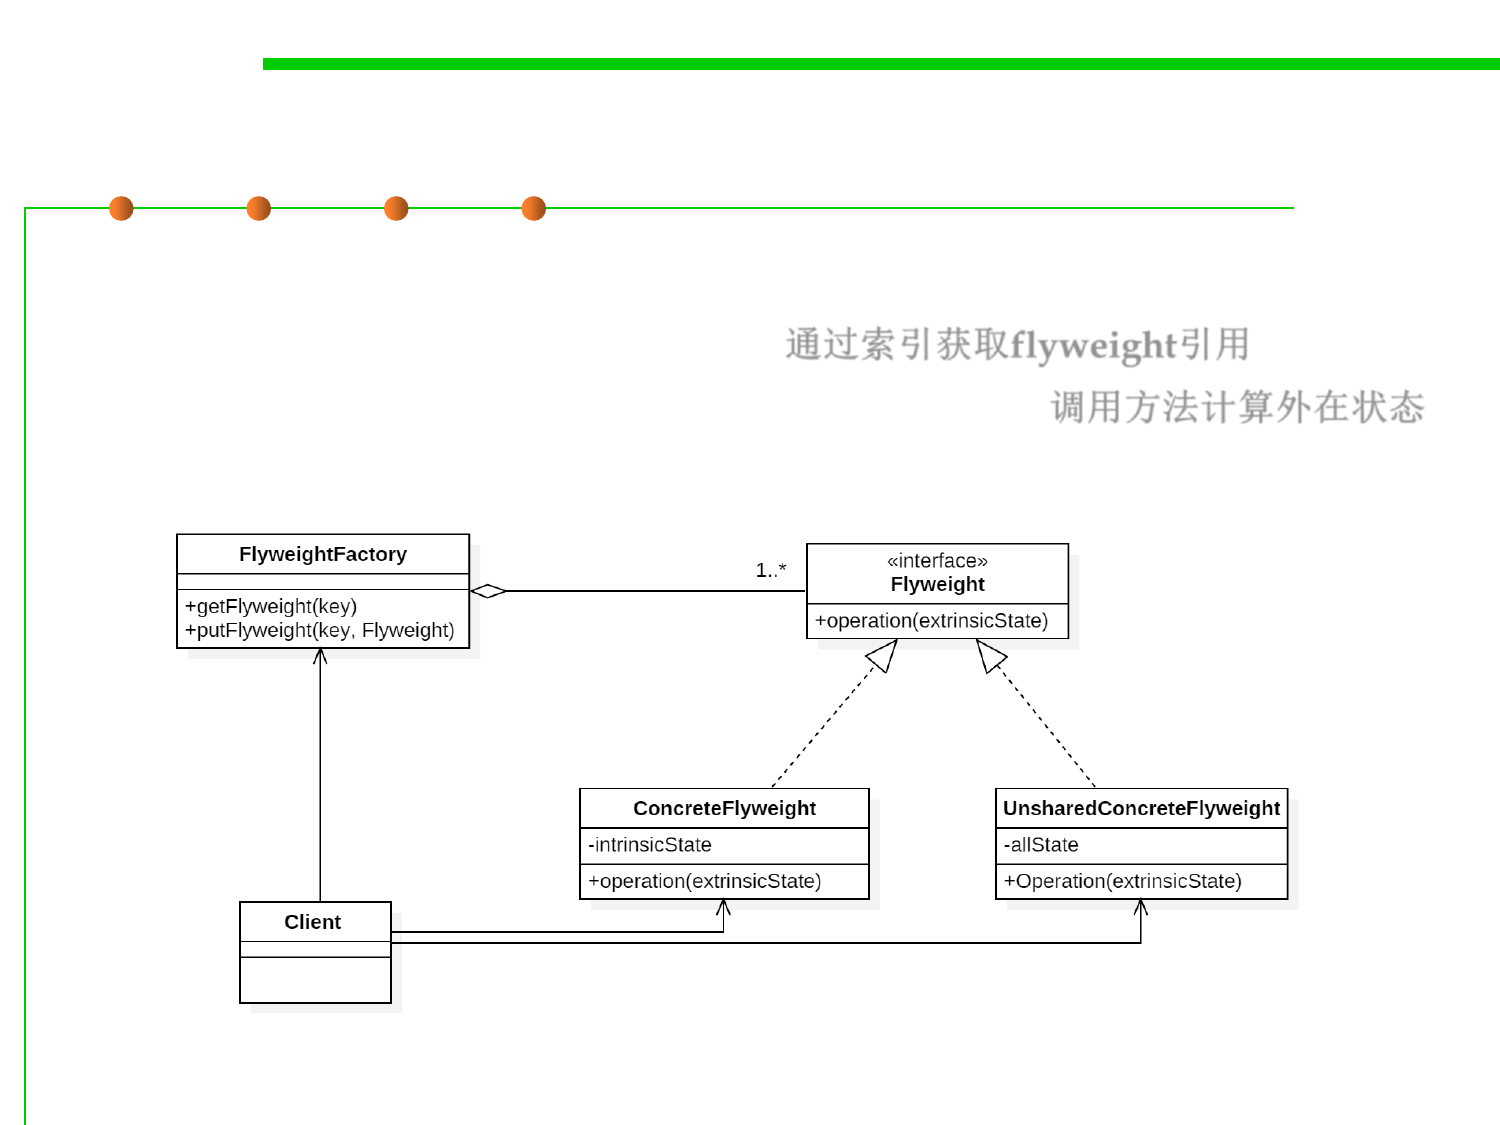 通过索引获取flyweight引用
调用方法计算外在状态
FlyweightFactory
+getFlyweight(key)
+putFlyweight(key, Flyweight)
1..*
«interface»
Flyweight
+operation(extrinsicState)
ConcreteFlyweight
-intrinsicState
+operation(extrinsicState)
UnsharedConcreteFlyweight
-allState
+Operation(extrinsicState)
Client